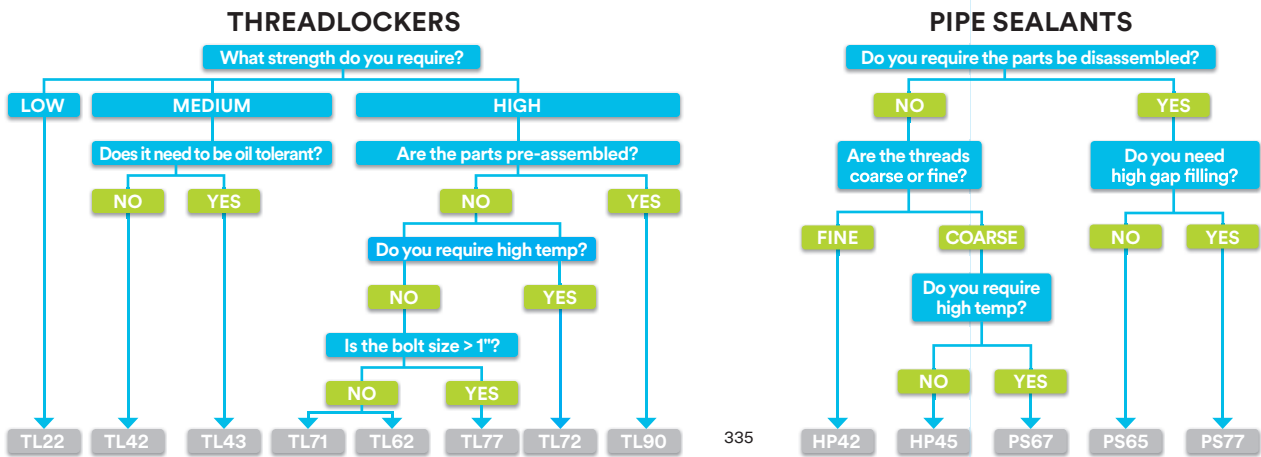 THREADLOCKERS
What strength do you require?
LOW
MEDIUM
HIGH
Does it need to be oil tolerant?
Are the parts pre-assembled?
NO
YES
NO
YES
Do you require high temp?
NO
YES
Is the bolt size > 1"?
NO
YES
TL22
TL42
TL43
TL71
TL62
TL77
TL72
TL90
335
PIPE SEALANTS
Do you require the parts be disassembled?
NO
YES
Are the threads
coarse or fine?
Do you need
high gap filling?
FINE
COARSE
NO
YES
Do you require
high temp?
NO
YES
HP42
HP45
PS67
PS65
PS77